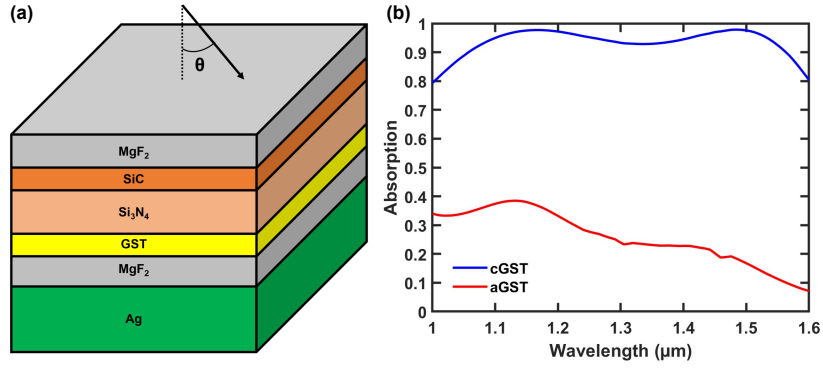 (a)
θ
MgF₂
SiC
Si₃N₄
GST
MgF₂
Ag
(b)
Absorption
1
0.9
0.8
0.7
0.6
0.5
0.4
0.3
0.2
0.1
0
cGST
aGST
1 1.1 1.2 1.3 1.4 1.5 1.6
Wavelength (μm)